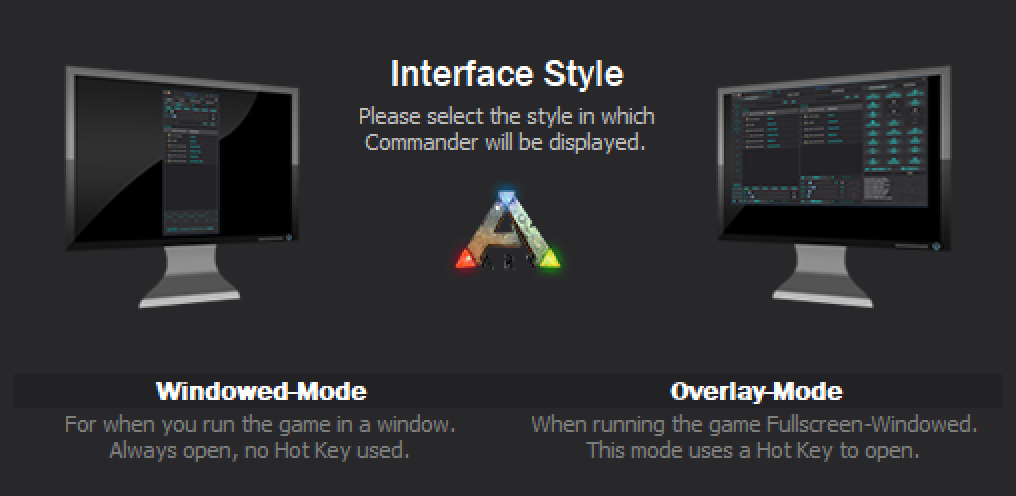 Interface Style
Please select the style in which
Commander will be displayed.
ARK
Windowed-Mode
Overlay-Mode
For when you run the game in a window.
Always open, no Hot Key used.
When running the game Fullscreen-Windowed.
This mode uses a Hot Key to open.